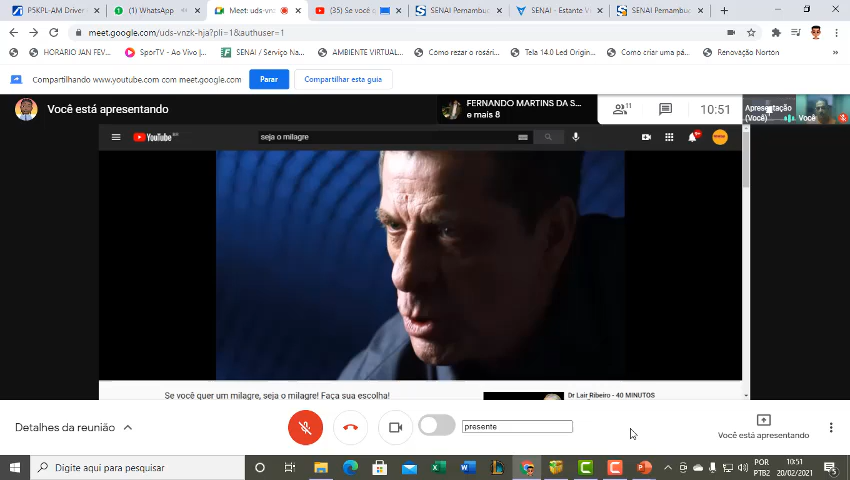 P5KPL-AM Driver
(1) WhatsApp
Meet: uds-vnz
(35) Se você
SENAI Pernambuc
SENAI - Estante V
SENAI Pernambuc
meet.google.com/uds-vnzk-hja?pli=1&authuser=1
HORARIO JAN FEV
SporTV - Ao Vivo |...
SENAI / Serviço Na...
AMBIENTE VIRTUAL...
Como rezar o rosári...
Tela 14.0 Led Origin...
Como criar uma pá...
Renovação Norton
Compartilhando www.youtube.com com meet.google.com
Parar
Compartilhar esta guia
Você está apresentando
FERNANDO MARTINS DA S...
e mais 8
11
10:51
Apresentação
(Você)
Você
YouTube BR
seja o milagre
Se você quer um milagre, seja o milagre! Faça sua escolha!
Dr Lair Ribeiro - 40 MINUTOS
Detalhes da reunião
presente
Você está apresentando
Digite aqui para pesquisar
POR
PTB2
10:51
20/02/2021